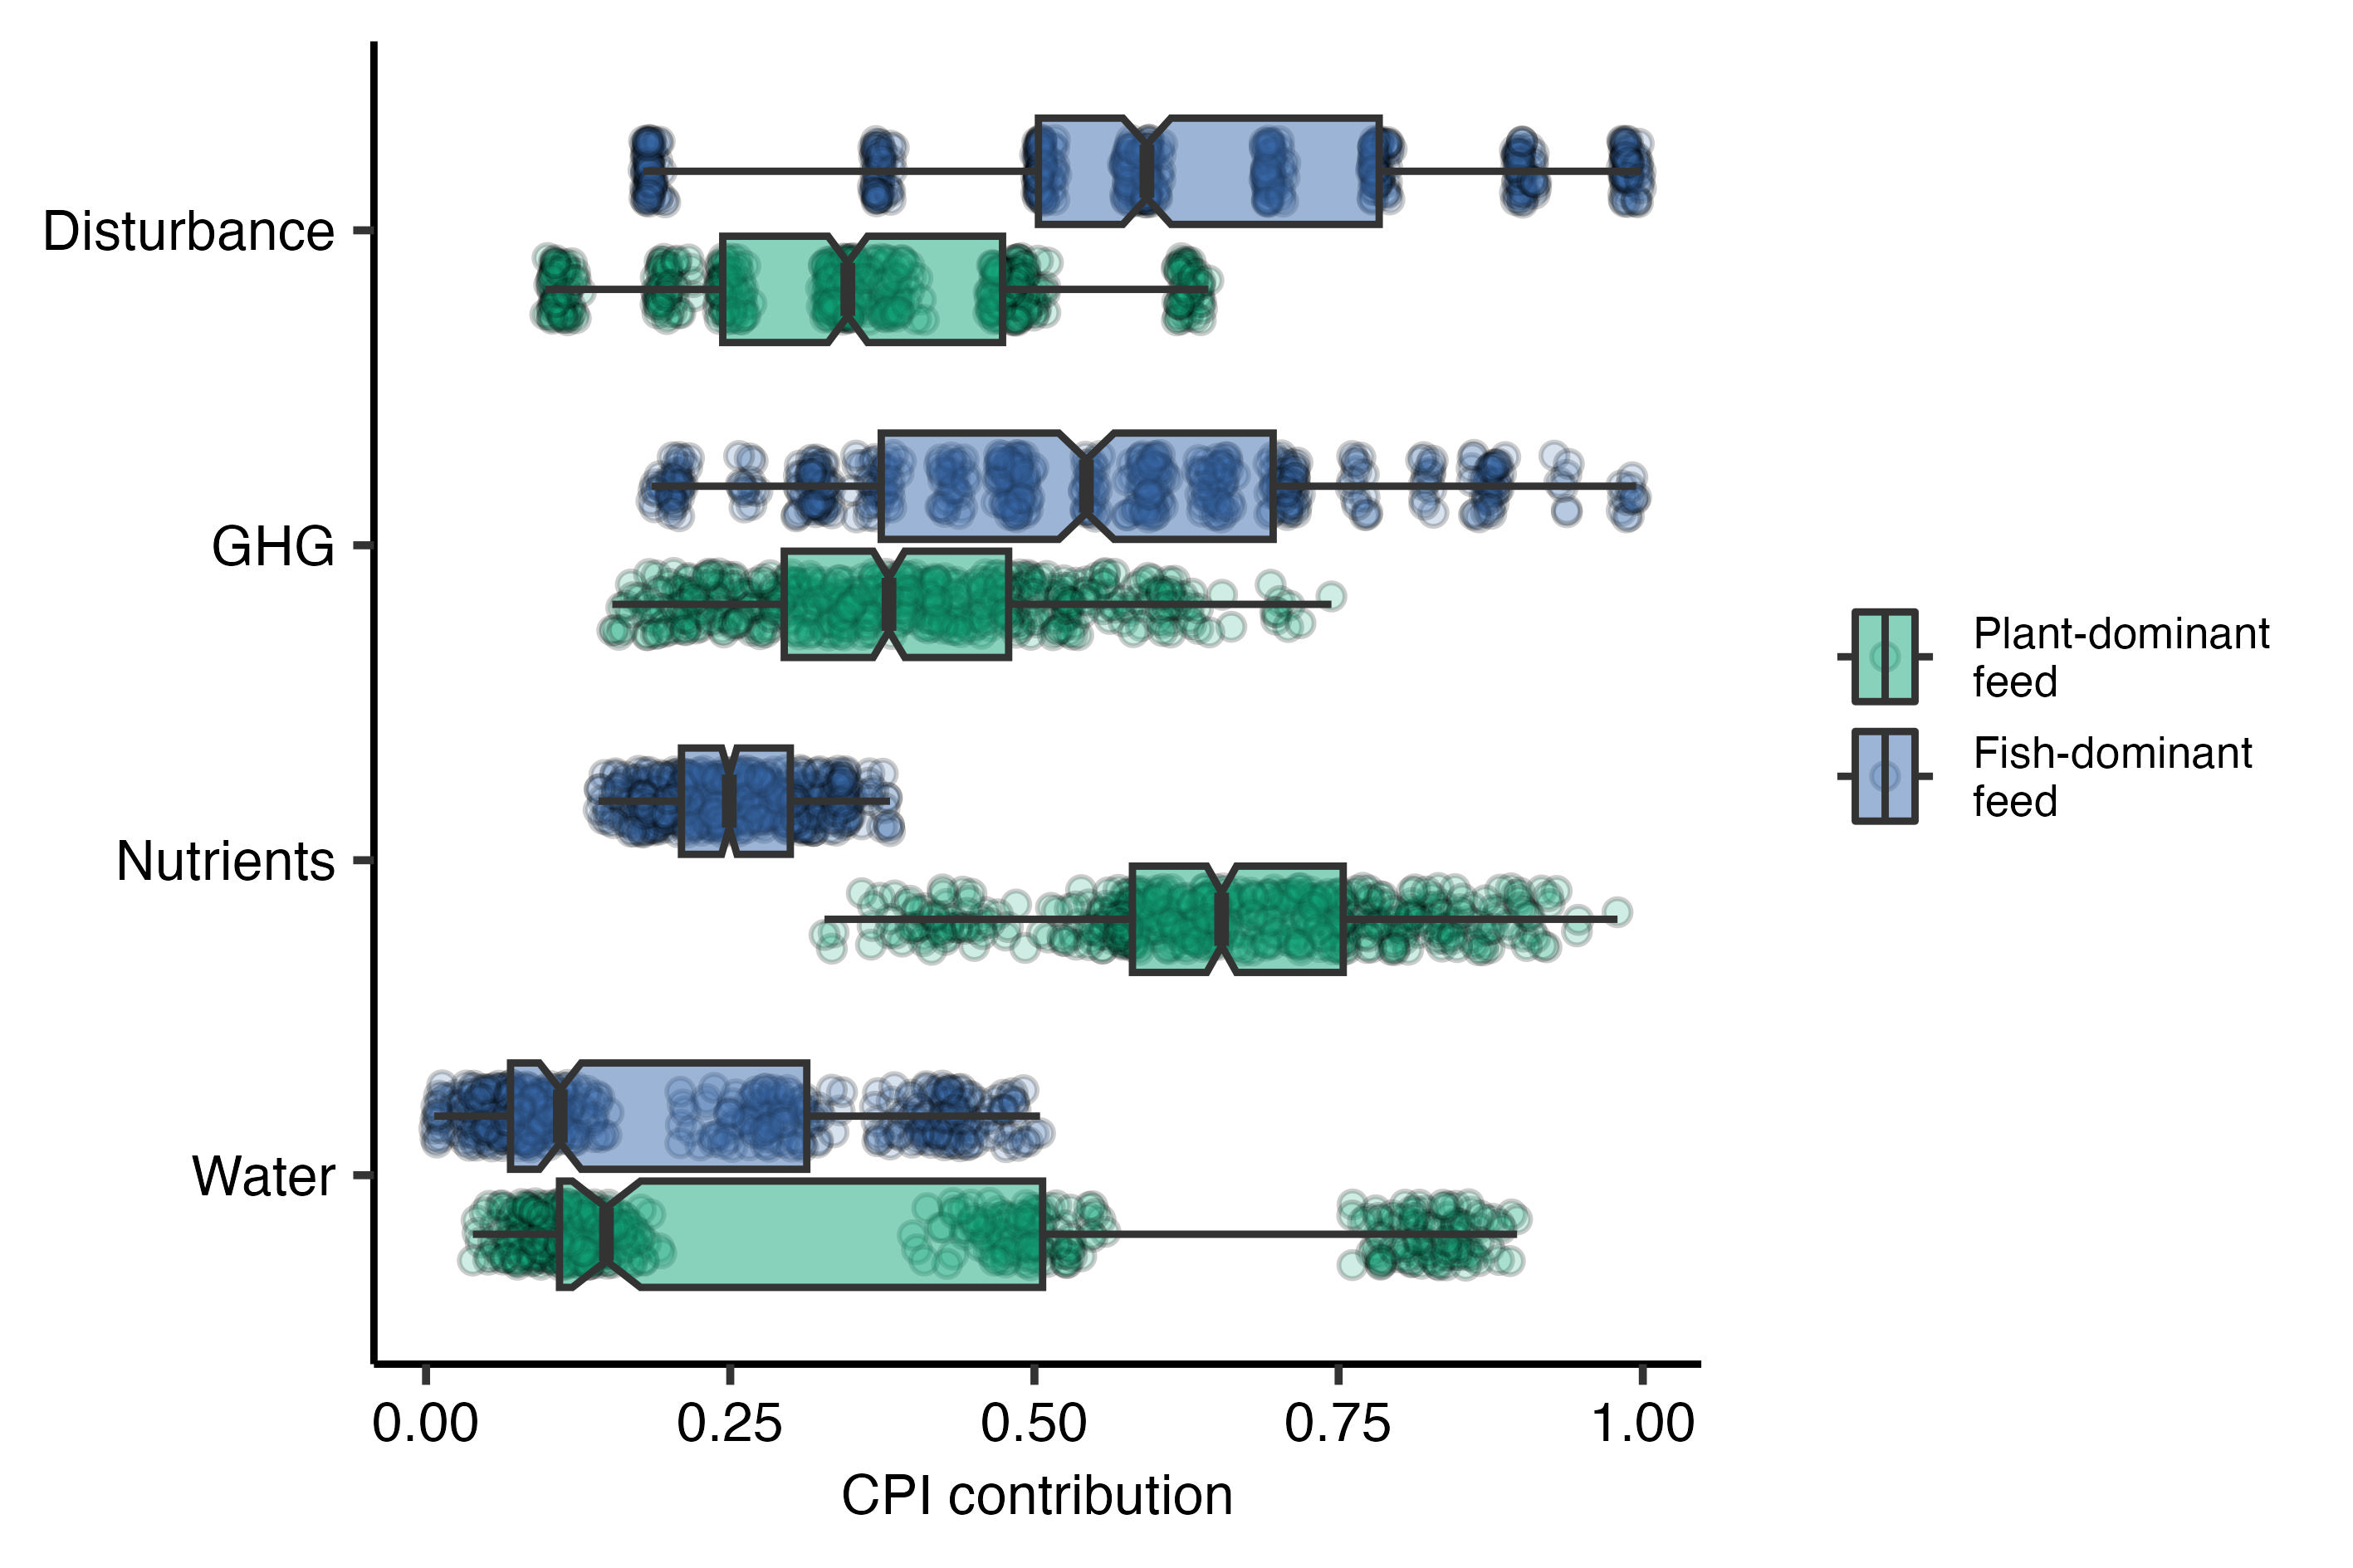 Disturbance
GHG
Nutrients
Water
0.00 0.25 0.50 0.75 1.00
CPI contribution
Plant-dominant
feed
Fish-dominant
feed